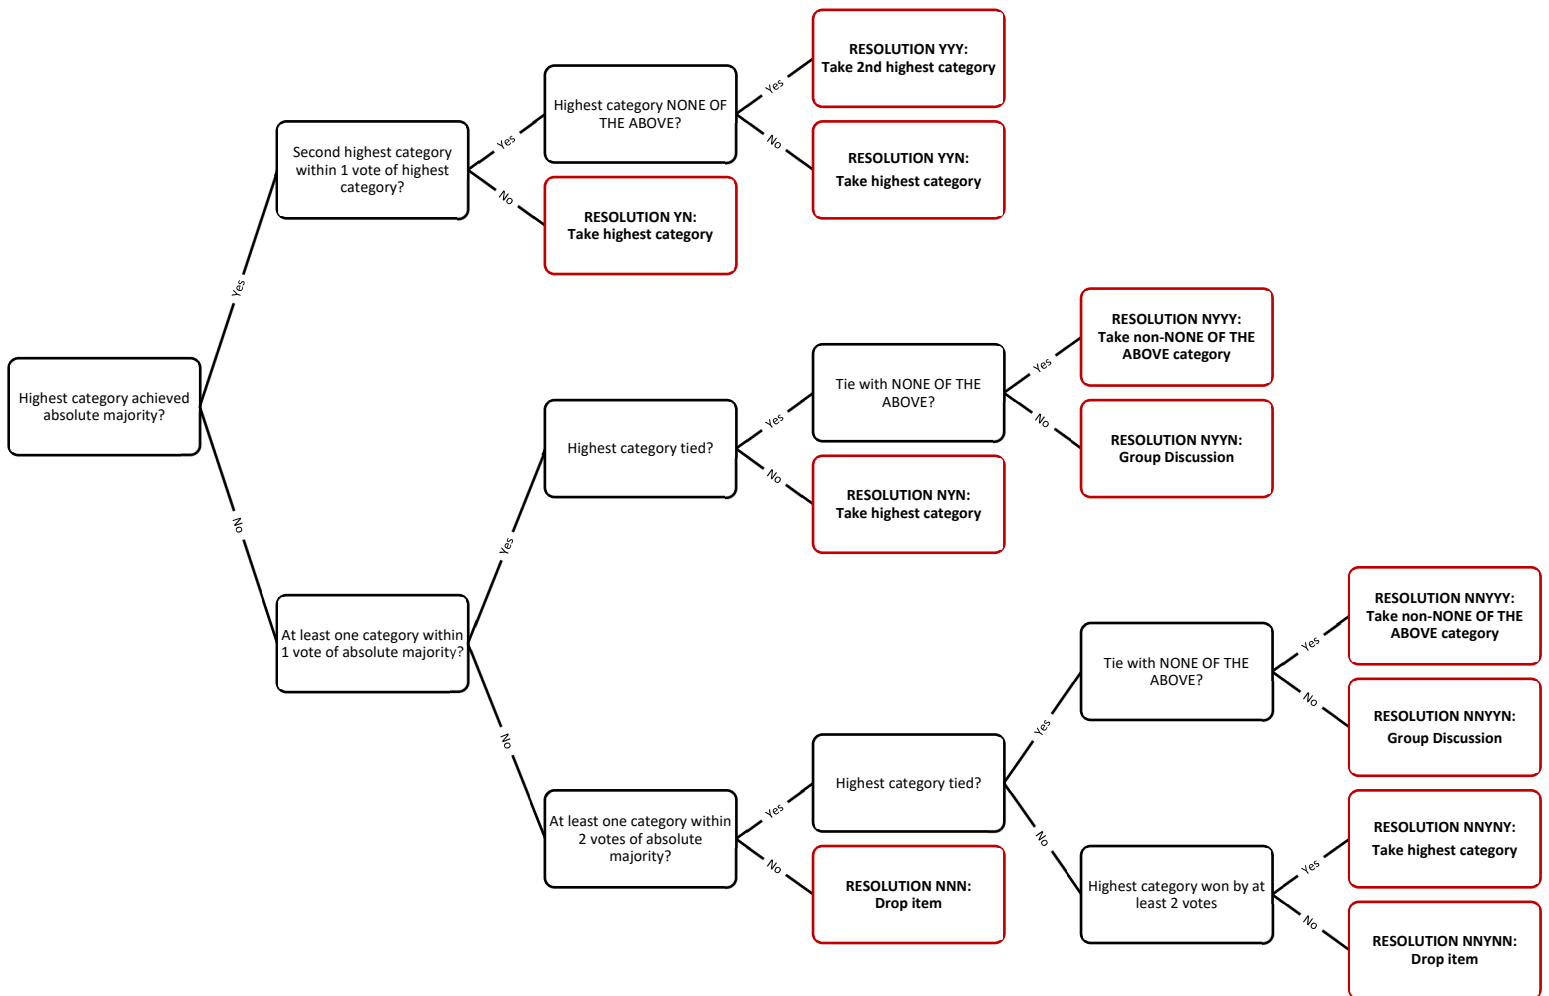 RESOLUTION YYY:
Take 2nd highest category
Highest category NONE OF
THE ABOVE?
Yes
No
RESOLUTION YYN:
Take highest category
Second highest category
within 1 vote of highest
category?
Yes
No
RESOLUTION YN:
Take highest category
Yes
Highest category achieved
absolute majority?
No
RESOLUTION NYYY:
Take non-NONE OF THE
ABOVE category
Tie with NONE OF THE
ABOVE?
Yes
No
RESOLUTION NYYN:
Group Discussion
Highest category tied?
Yes
No
RESOLUTION NYN:
Take highest category
Yes
At least one category within
1 vote of absolute majority?
No
RESOLUTION NNYYY:
Take non-NONE OF THE
ABOVE category
Tie with NONE OF THE
ABOVE?
Yes
No
RESOLUTION NNYYN:
Group Discussion
Yes
Highest category tied?
No
At least one category within
2 votes of absolute
majority?
Yes
No
RESOLUTION NNN:
Drop item
RESOLUTION NNYNY:
Take highest category
Highest category won by at
least 2 votes
Yes
No
RESOLUTION NNYNN:
Drop item